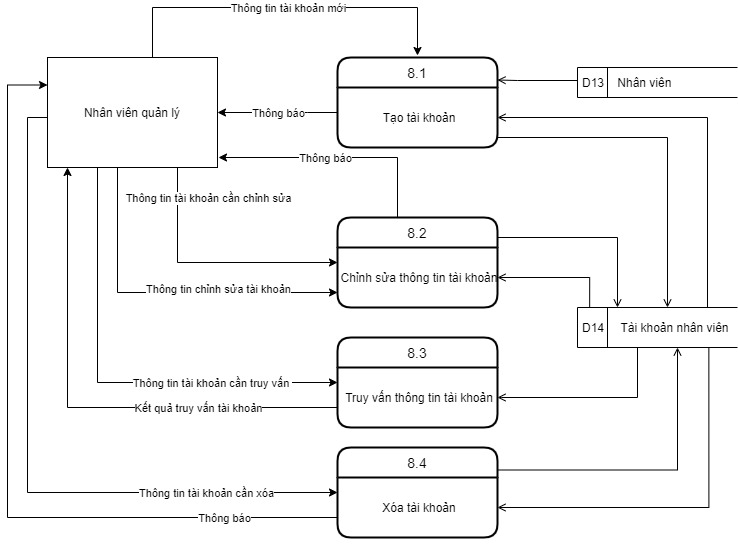 Thông tin tài khoản mới
8.1
Tạo tài khoản
D13 Nhân viên
Nhân viên quản lý
Thông báo
Thông báo
Thông tin tài khoản cần chỉnh sửa
8.2
Chỉnh sửa thông tin tài khoản
Thông tin chỉnh sửa tài khoản
D14 Tài khoản nhân viên
8.3
Truy vấn thông tin tài khoản
Thông tin tài khoản cần truy vấn
Kết quả truy vấn tài khoản
8.4
Xóa tài khoản
Thông tin tài khoản cần xóa
Thông báo